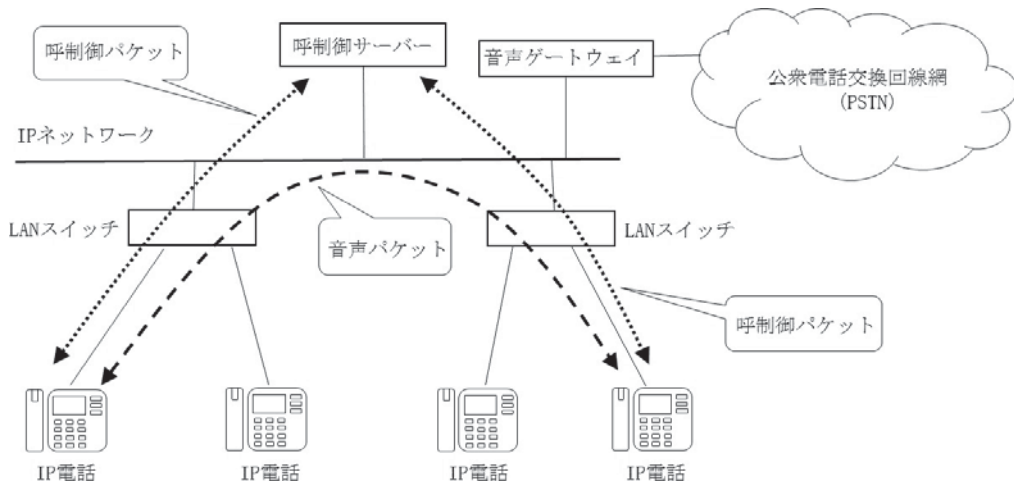 呼制御パケット
呼制御サーバー
音声ゲートウェイ
公衆電話交換回線網
(PSTN)
IPネットワーク
LANスイッチ
音声パケット
LANスイッチ
呼制御パケット
IP電話
IP電話
IP電話
IP電話